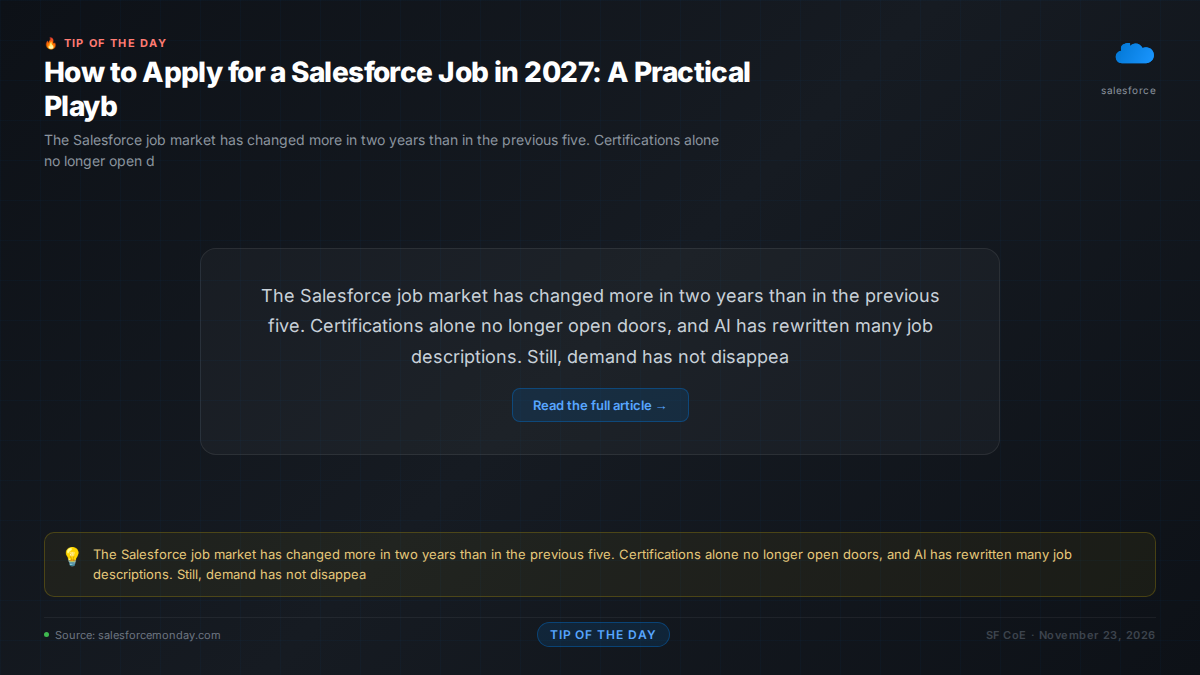 🔥 TIP OF THE DAY
How to Apply for a Salesforce Job in 2027: A Practical
Playb
The Salesforce job market has changed more in two years than in the previous five. Certifications alone
no longer open d
salesforce
The Salesforce job market has changed more in two years than in the previous
five. Certifications alone no longer open doors, and AI has rewritten many job
descriptions. Still, demand has not disappea
Read the full article →
💡 The Salesforce job market has changed more in two years than in the previous five. Certifications alone no longer open doors, and AI has rewritten many job
descriptions. Still, demand has not disappea
Source: salesforcemonday.com
TIP OF THE DAY
SF CoE · November 23, 2026